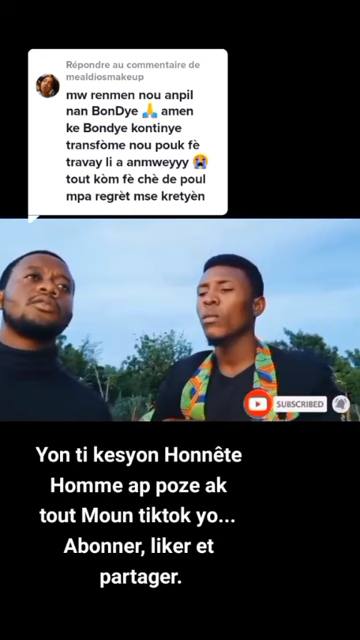 Répondre au commentaire de
mealdiosmakeup
mw renmen nou anpil
nan BonDye 🙏 amen
ke Bondye kontinye
transfòme nou pouk fè
travay li a anmweyyy 😭
tout kòm fè chè de poul
mpa regrèt mse kretyèn
SUBSCRIBED
Yon ti kesyon Honnête
Homme ap poze ak
tout Moun tiktok yo...
Abonner, liker et
partager.